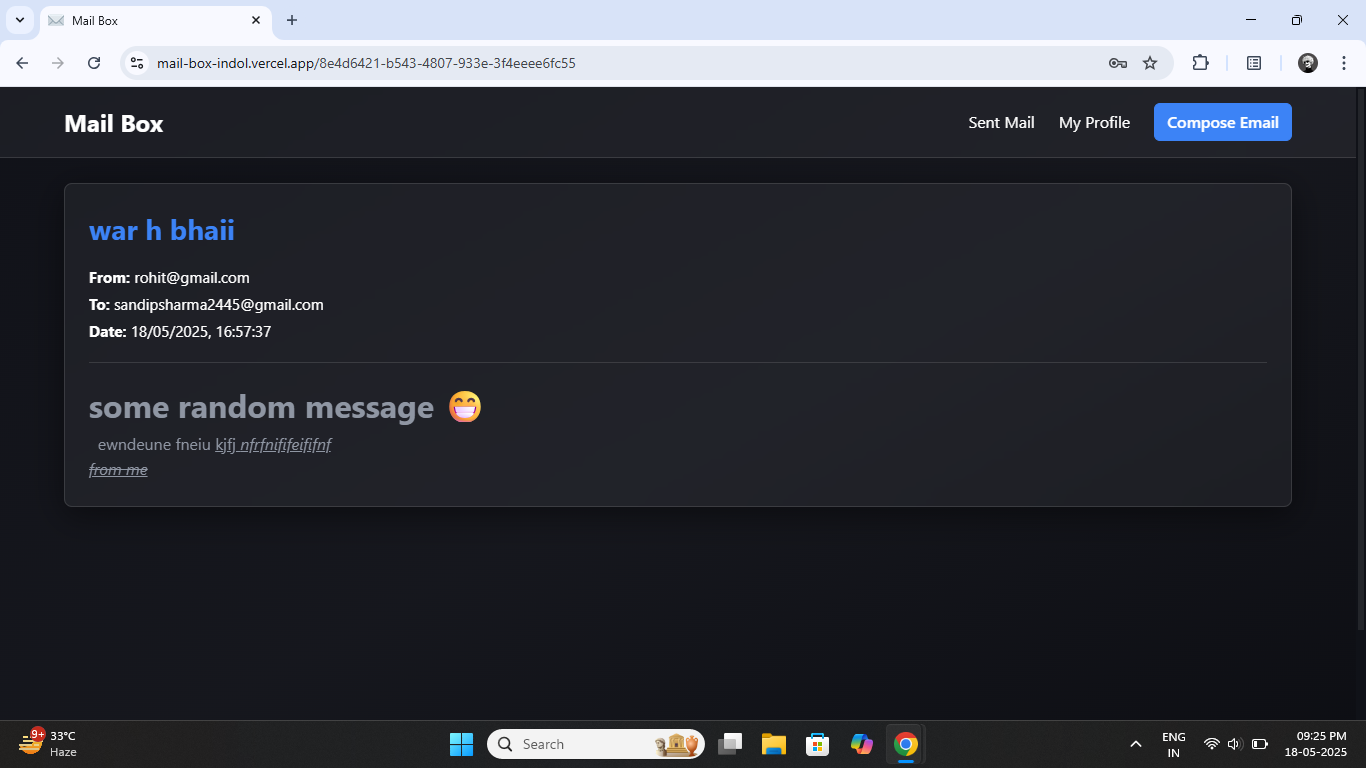 Mail Box
mail-box-indol.vercel.app/8e4d6421-b543-4807-933e-3f4eeee6fc55
Mail Box
Sent Mail
My Profile
Compose Email
war h bhaii
From: rohit@gmail.com
To: sandipsharma2445@gmail.com
Date: 18/05/2025, 16:57:37
some random message 😁
ewndeune fneiu kjfj nfrfnififeififnf
from me
9+
33°C
Haze
Search
ENG
IN
09:25 PM
18-05-2025